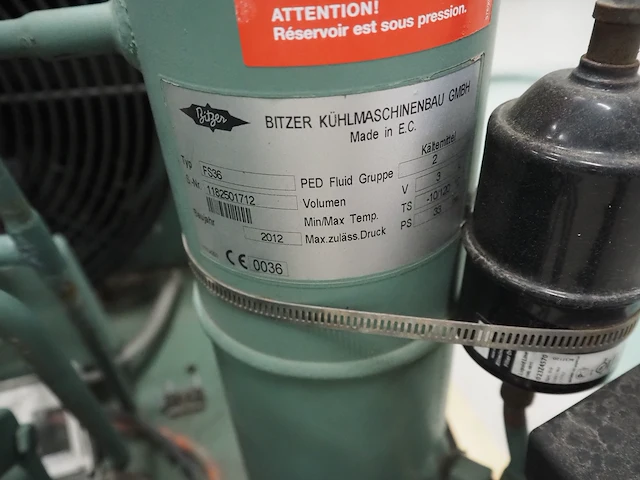 ATTENTION!
Réservoir est sous pression.
Bitzer
BITZER KÜHLMASCHINENBAU GMBH
Made in E.C.
Kältemittel
Typ FS36 PED Fluid Gruppe 2
S.-Nr. 1182501712 Volumen V
Min/Max Temp. TS -10/120
Baujahr 2012 Max.zuläss.Druck PS 33
CE 0036